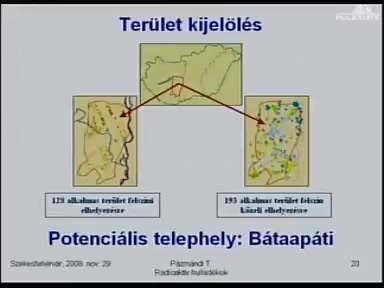 Terület kijelölés
128 alkalmas terület felszíni
elhelyezésre
193 alkalmas terület felszín
közeli elhelyezésre
Potenciális telephely: Bátaapáti
Székesfehérvár, 2008. nov. 29
Pázmándi T.
Radioaktív hulladékok
20